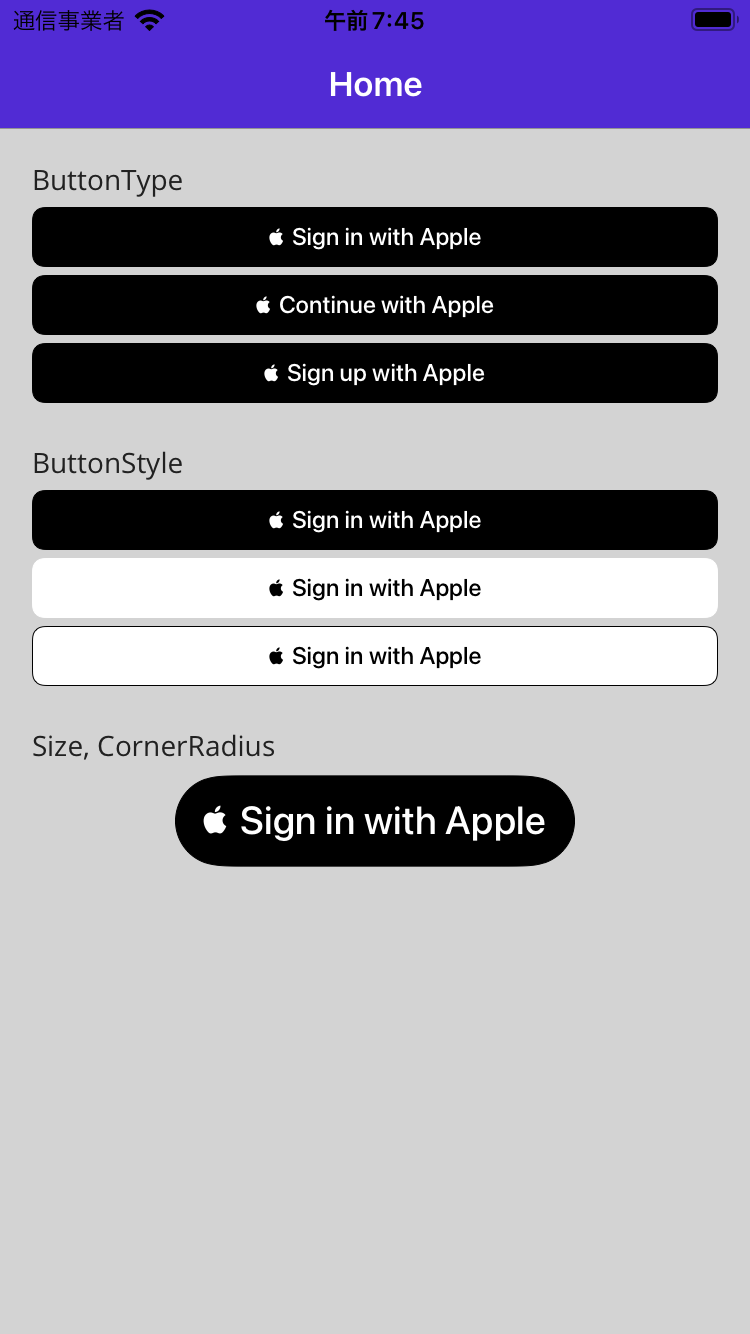 通信事業者 午前7:45
Home
ButtonType
Sign in with Apple
Continue with Apple
Sign up with Apple
ButtonStyle
Sign in with Apple
Sign in with Apple
Sign in with Apple
Size, CornerRadius
Sign in with Apple